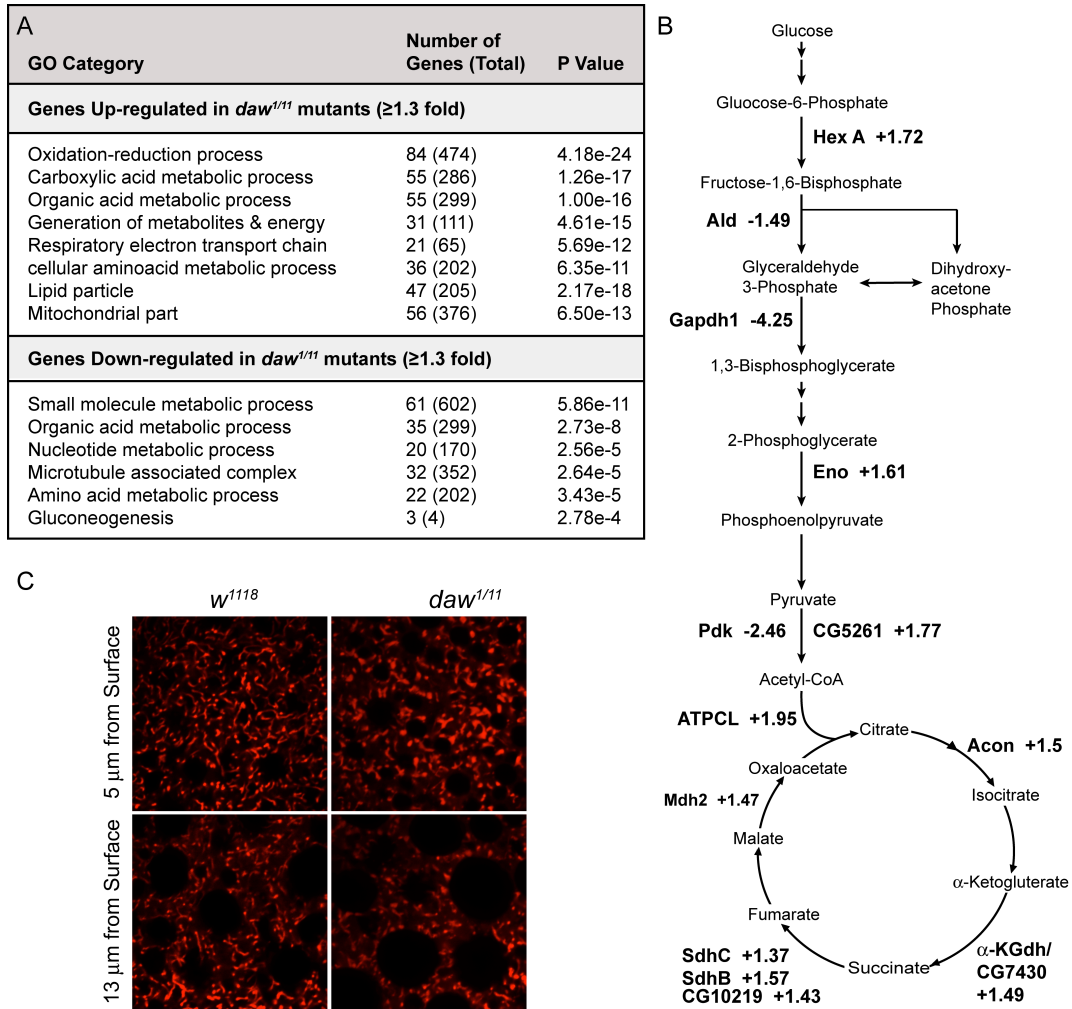 A
GO Category
Number of
Genes (Total)
P Value
Genes Up-regulated in daw1/11 mutants (≥1.3 fold)
Oxidation-reduction process 84 (474) 4.18e-24
Carboxylic acid metabolic process 55 (286) 1.26e-17
Organic acid metabolic process 55 (299) 1.00e-16
Generation of metabolites & energy 31 (111) 4.61e-15
Respiratory electron transport chain 21 (65) 5.69e-12
cellular aminoacid metabolic process 36 (202) 6.35e-11
Lipid particle 47 (205) 2.17e-18
Mitochondrial part 56 (376) 6.50e-13
Genes Down-regulated in daw1/11 mutants (≥1.3 fold)
Small molecule metabolic process 61 (602) 5.86e-11
Organic acid metabolic process 35 (299) 2.73e-8
Nucleotide metabolic process 20 (170) 2.56e-5
Microtubule associated complex 32 (352) 2.64e-5
Amino acid metabolic process 22 (202) 3.43e-5
Gluconeogenesis 3 (4) 2.78e-4
B
Glucose
Gluocose-6-Phosphate
Hex A +1.72
Fructose-1,6-Bisphosphate
Ald -1.49
Glyceraldehyde
3-Phosphate
Dihydroxy-
acetone
Phosphate
Gapdh1 -4.25
1,3-Bisphosphoglycerate
2-Phosphoglycerate
Eno +1.61
Phosphoenolpyruvate
Pyruvate
Pdk -2.46 CG5261 +1.77
Acetyl-CoA
ATPCL +1.95
Citrate
Acon +1.5
Oxaloacetate
Isocitrate
Mdh2 +1.47
Malate
α-Ketogluterate
Fumarate
α-KGdh/
CG7430
+1.49
Succinate
SdhC +1.37
SdhB +1.57
CG10219 +1.43
C
w1118 daw1/11
5 µm from Surface
13 µm from Surface